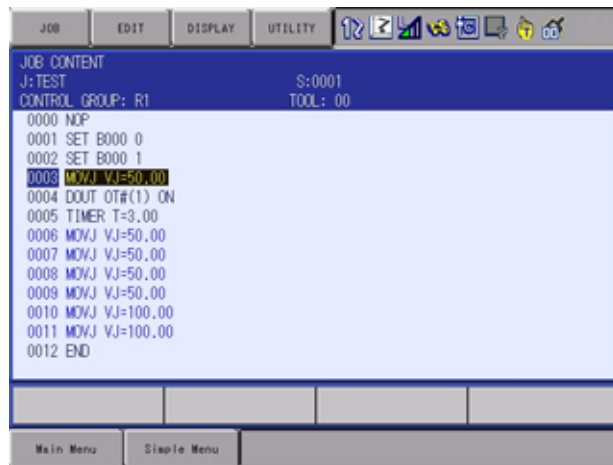 JOB EDIT DISPLAY UTILITY
JOB CONTENT
J:TEST S:0001
CONTROL GROUP: R1 TOOL: 00
0000 NOP
0001 SET B000 0
0002 SET B000 1
0003 MOVJ VJ=50.00
0004 DOUT OT#(1) ON
0005 TIMER T=3.00
0006 MOVJ VJ=50.00
0007 MOVJ VJ=50.00
0008 MOVJ VJ=50.00
0009 MOVJ VJ=50.00
0010 MOVJ VJ=100.00
0011 MOVJ VJ=100.00
0012 END
Main Menu Simple Menu